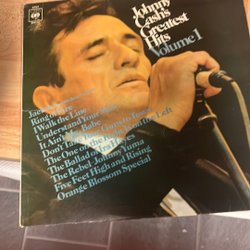 CBS
Johnny
Cash's
Greatest
Hits
Volume 1
Jackson
Ring of Fire
I Walk the Line
Understand Your Man
It Ain't Me Babe
Don't Take Your Guns to Town
The One on the Right is on the Left
The Ballad of Ira Hayes
The Rebel-Johnny Yuma
Five Feet High and Rising
Orange Blossom Special